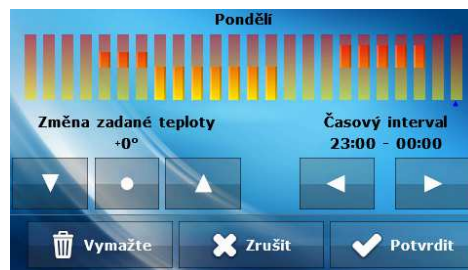 Pondělí
Změna zadané teploty
+0°
Časový interval
23:00 - 00:00
Vymažte
Zrušit
Potvrdit